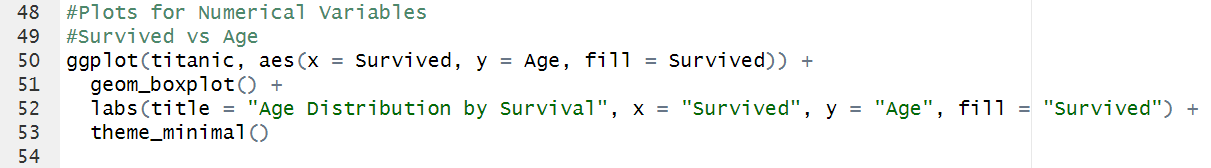 48 #Plots for Numerical Variables
49 #Survived vs Age
50 ggplot(titanic, aes(x = Survived, y = Age, fill = Survived)) +
51   geom_boxplot() +
52   labs(title = "Age Distribution by Survival", x = "Survived", y = "Age", fill = "Survived") +
53   theme_minimal()
54